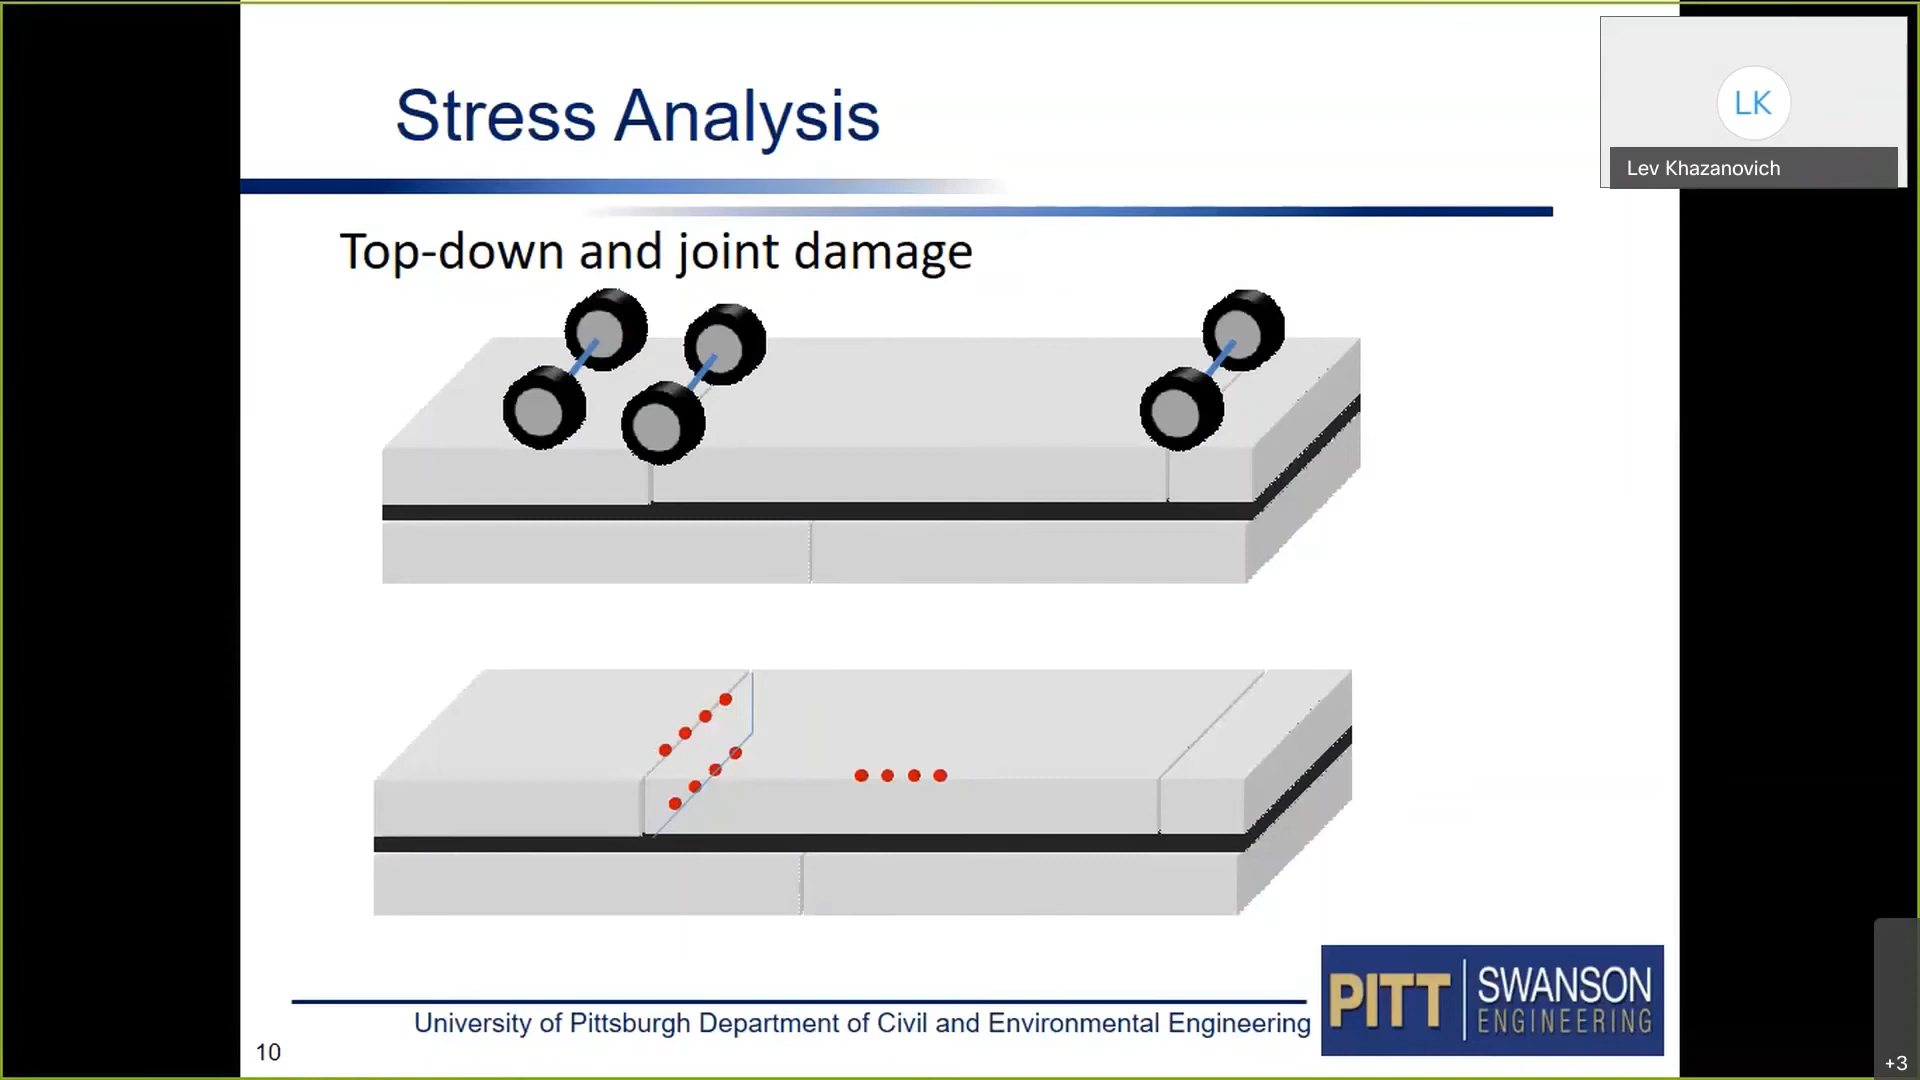 Stress Analysis
LK
Lev Khazanovich
Top-down and joint damage
University of Pittsburgh Department of Civil and Environmental Engineering
PITT
SWANSON
ENGINEERING
10
+3